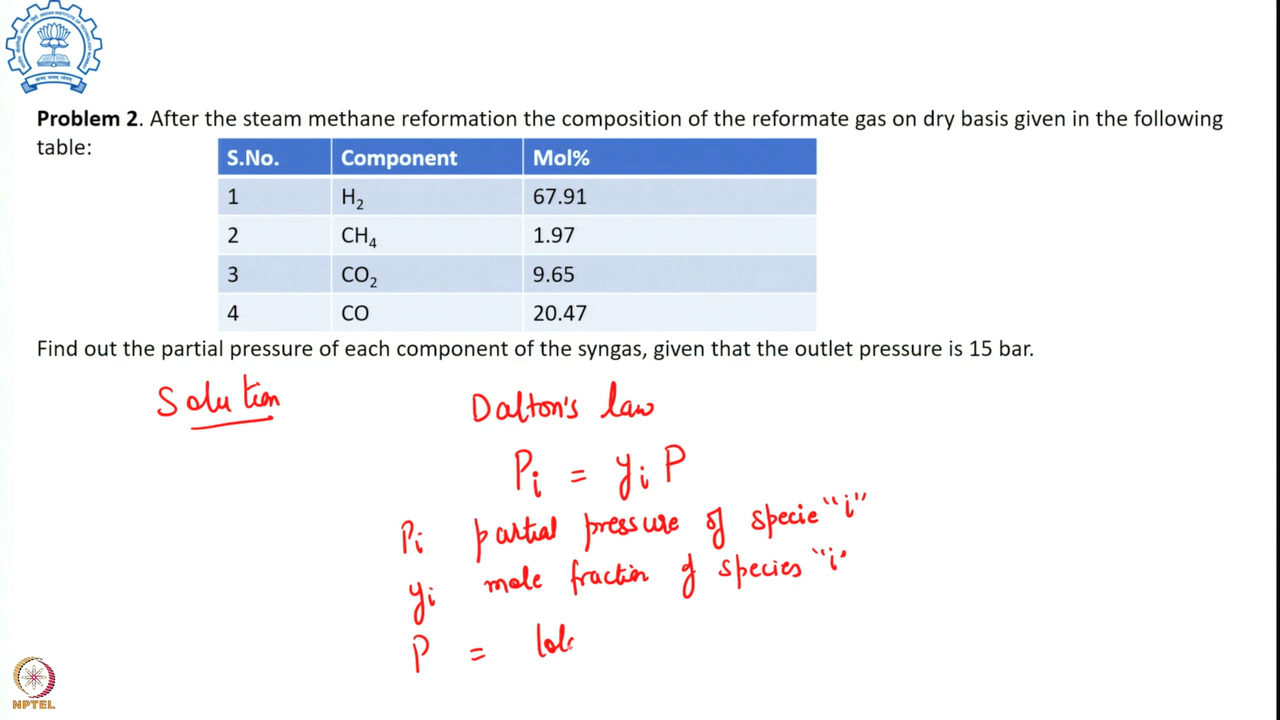 Problem 2. After the steam methane reformation the composition of the reformate gas on dry basis given in the following
table:
S.No. Component Mol%
1 H₂ 67.91
2 CH₄ 1.97
3 CO₂ 9.65
4 CO 20.47
Find out the partial pressure of each component of the syngas, given that the outlet pressure is 15 bar.
Solution
Dalton's law
Pᵢ = yᵢ P
Pᵢ partial pressure of specie "i"
yᵢ mole fraction of species "i"
P =
NPTEL